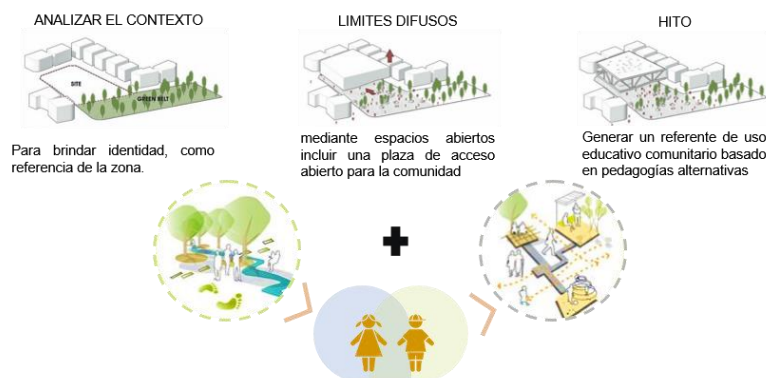 ANALIZAR EL CONTEXTO
LIMITES DIFUSOS
HITO
SITE
GREEN BELT
Para brindar identidad, como
referencia de la zona.
mediante espacios abiertos
incluir una plaza de acceso
abierto para la comunidad
Generar un referente de uso
educativo comunitario basado
en pedagogías alternativas